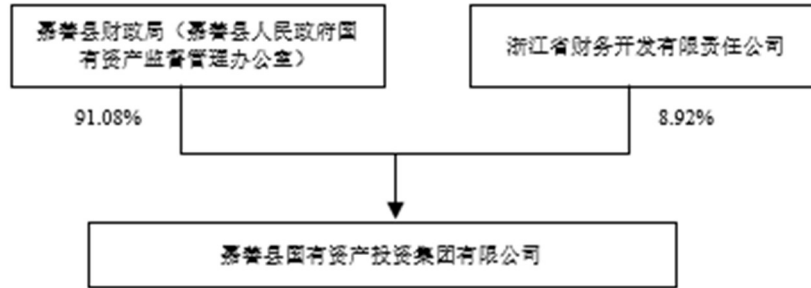 嘉善县财政局（嘉善县人民政府国
有资产监督管理办公室）
浙江省财务开发有限责任公司
91.08%
8.92%
嘉善县国有资产投资集团有限公司